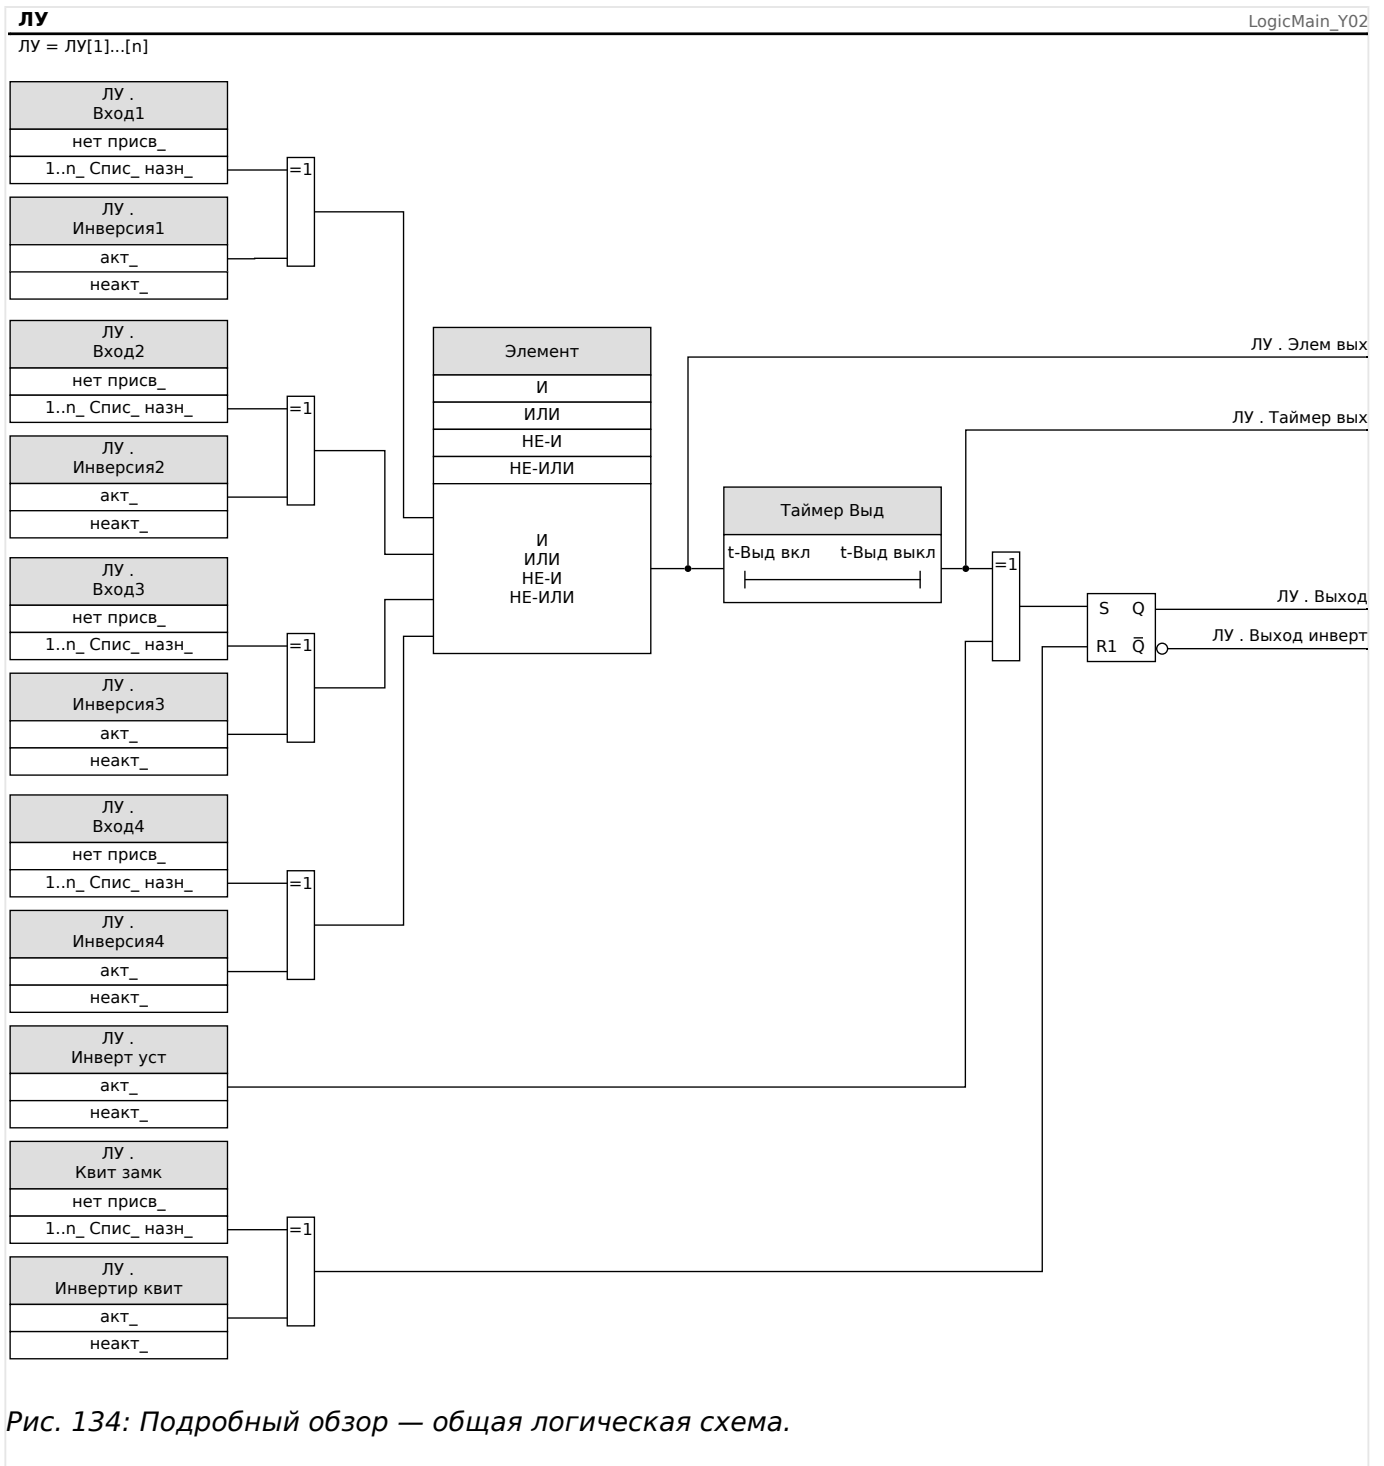 ЛУ
LogicMain_Y02
ЛУ = ЛУ[1]...[n]
ЛУ .
Вход1
нет присв_
1..n_ Спис_ назн_
=1
ЛУ .
Инверсия1
акт_
неакт_
ЛУ .
Вход2
нет присв_
1..n_ Спис_ назн_
=1
ЛУ .
Инверсия2
акт_
неакт_
ЛУ .
Вход3
нет присв_
1..n_ Спис_ назн_
=1
ЛУ .
Инверсия3
акт_
неакт_
ЛУ .
Вход4
нет присв_
1..n_ Спис_ назн_
=1
ЛУ .
Инверсия4
акт_
неакт_
ЛУ .
Инверт уст
акт_
неакт_
ЛУ .
Квит замк
нет присв_
1..n_ Спис_ назн_
=1
ЛУ .
Инвертир квит
акт_
неакт_
Элемент
И
ИЛИ
НЕ-И
НЕ-ИЛИ
И
ИЛИ
НЕ-И
НЕ-ИЛИ
Таймер Выд
t-Выд вкл t-Выд выкл
=1
S Q
R1 Q̅
ЛУ . Элем вых
ЛУ . Таймер вых
ЛУ . Выход
ЛУ . Выход инверт
Рис. 134: Подробный обзор — общая логическая схема.